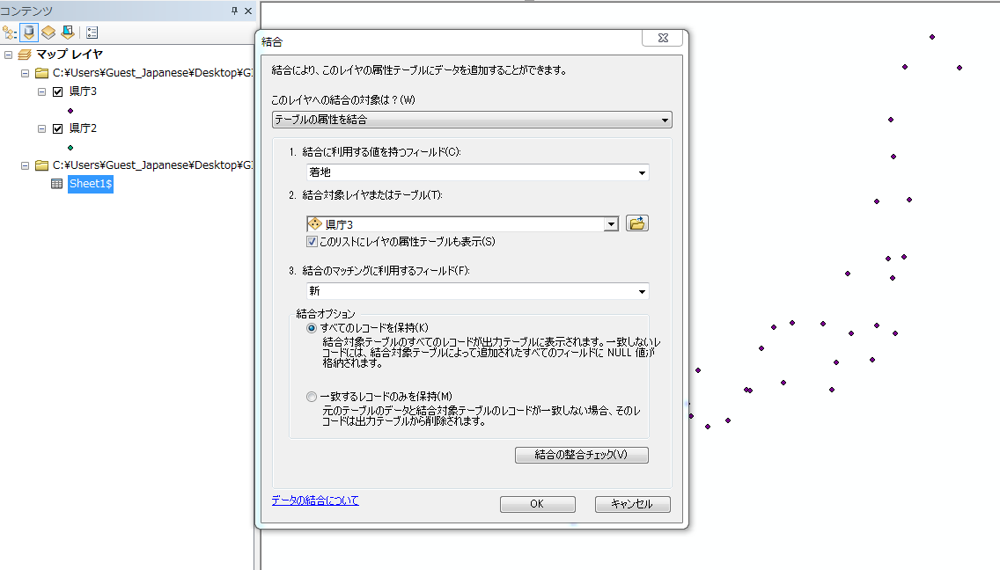 コンテンツ
マップ レイヤ
C:¥Users¥Guest_Japanese¥Desktop¥GI
県庁3
県庁2
C:¥Users¥Guest_Japanese¥Desktop¥GI
Sheet1$
結合
結合により、このレイヤの属性テーブルにデータを追加することができます。
このレイヤへの結合の対象は？(W)
テーブルの属性を結合
1. 結合に利用する値を持つフィールド(C):
着地
2. 結合対象レイヤまたはテーブル(T):
県庁3
このリストにレイヤの属性テーブルも表示(S)
3. 結合のマッチングに利用するフィールド(F):
新
結合オプション
すべてのレコードを保持(K)
結合対象テーブルのすべてのレコードが出力テーブルに表示されます。一致しないレ
コードには、結合対象テーブルによって追加されたすべてのフィールドに NULL 値が
格納されます。
一致するレコードのみを保持(M)
元のテーブルのデータと結合対象テーブルのレコードが一致しない場合、そのレ
コードは出力テーブルから削除されます。
結合の整合チェック(V)
データの結合について
OK
キャンセル